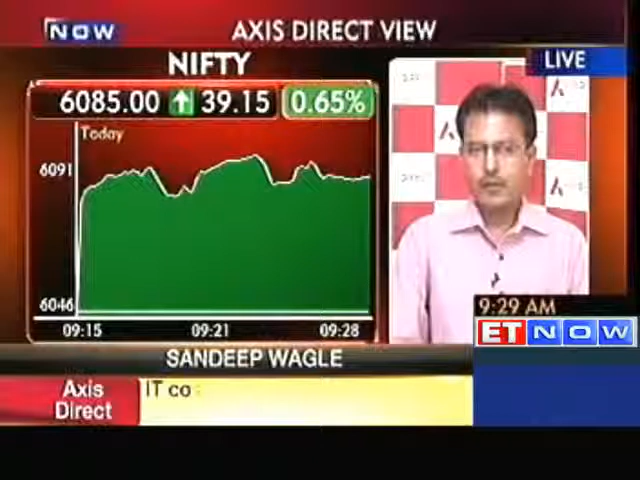 NOW
AXIS DIRECT VIEW
LIVE
NIFTY
6085.00 39.15 0.65%
Today
6091
6046
09:15 09:21 09:28
9:29 AM
ET NOW
SANDEEP WAGLE
Axis
Direct
IT co